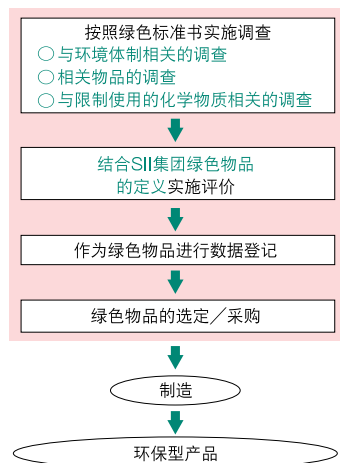 按照绿色标准书实施调查
○与环境体制相关的调查
○相关物品的调查
○与限制使用的化学物质相关的调查
结合SII集团绿色物品
的定义实施评价
作为绿色物品进行数据登记
绿色物品的选定／采购
制造
环保型产品